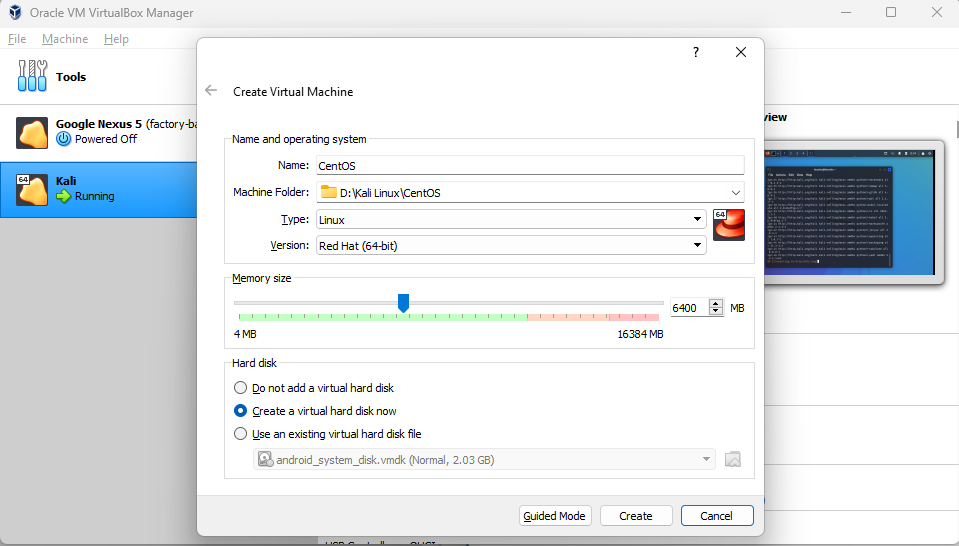 Oracle VM VirtualBox Manager
File Machine Help
Tools
Google Nexus 5 (factory-ba
Powered Off
64
Kali
Running
view
?
Create Virtual Machine
Name and operating system
Name: CentOS
Machine Folder: D:\Kali Linux\CentOS
Type: Linux
64
Version: Red Hat (64-bit)
Memory size
6400 MB
4 MB 16384 MB
Hard disk
Do not add a virtual hard disk
Create a virtual hard disk now
Use an existing virtual hard disk file
android_system_disk.vmdk (Normal, 2.03 GB)
Guided Mode Create Cancel